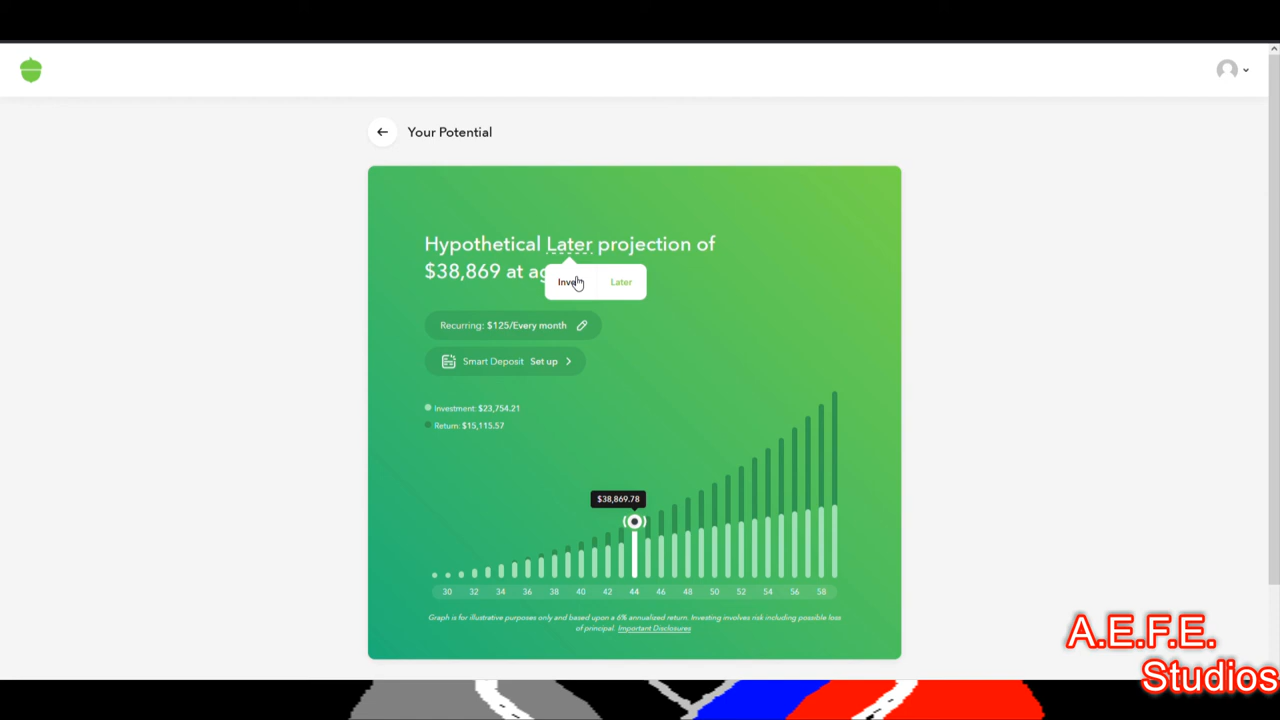 Your Potential
Hypothetical Later projection of
$38,869 at
Later
Recurring: $125/Every month
Smart Deposit Set up
Investment: $23,754.21
Return: $15,115.57
$38,869.78
30 32 34 36 38 40 42 44 46 48 50 52 54 56 58
Graph is for illustrative purposes only and based upon a 6% annualized return. Investing involves risk including possible loss
of principal. Important Disclosures
A.E.F.E.
Studios